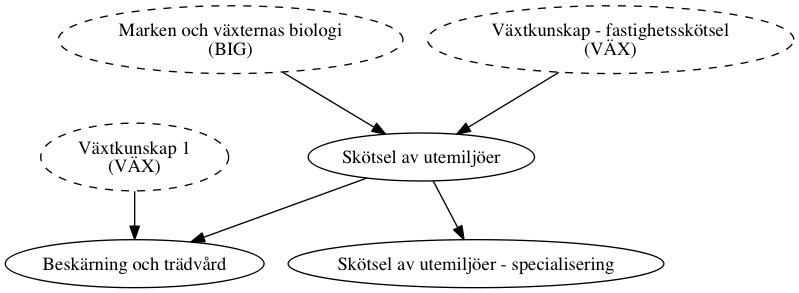 Marken och växternas biologi
(BIG)
Växtkunskap - fastighetsskötsel
(VÄX)
Växtkunskap 1
(VÄX)
Skötsel av utemiljöer
Beskärning och trädvård
Skötsel av utemiljöer - specialisering